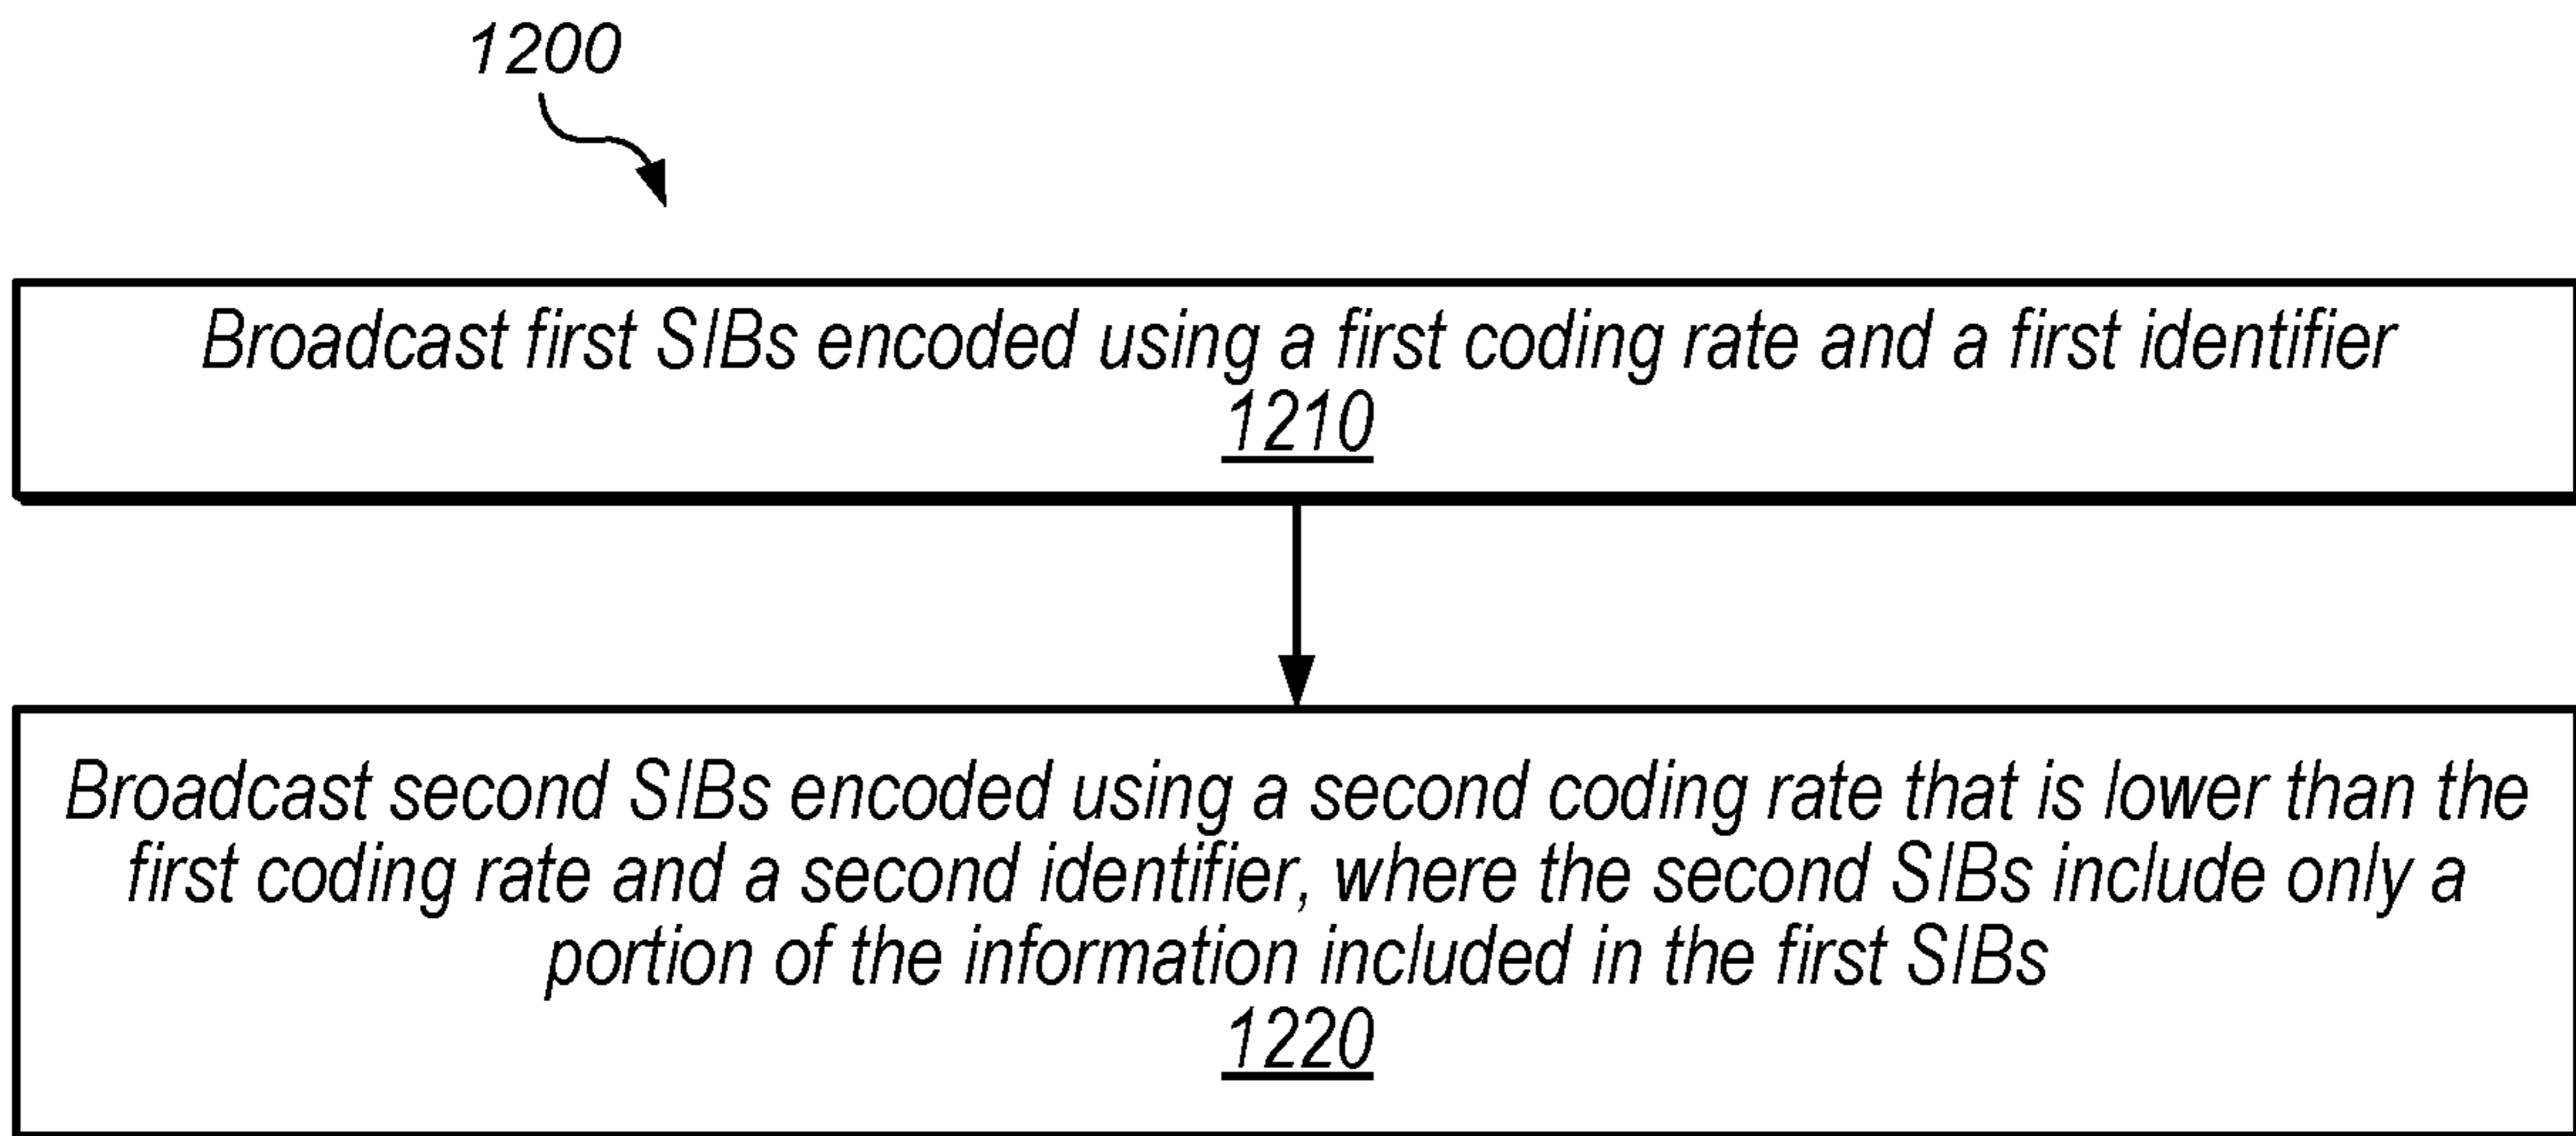 1200
Broadcast first SIBs encoded using a first coding rate and a first identifier
1210
Broadcast second SIBs encoded using a second coding rate that is lower than the
first coding rate and a second identifier, where the second SIBs include only a
portion of the information included in the first SIBs
1220